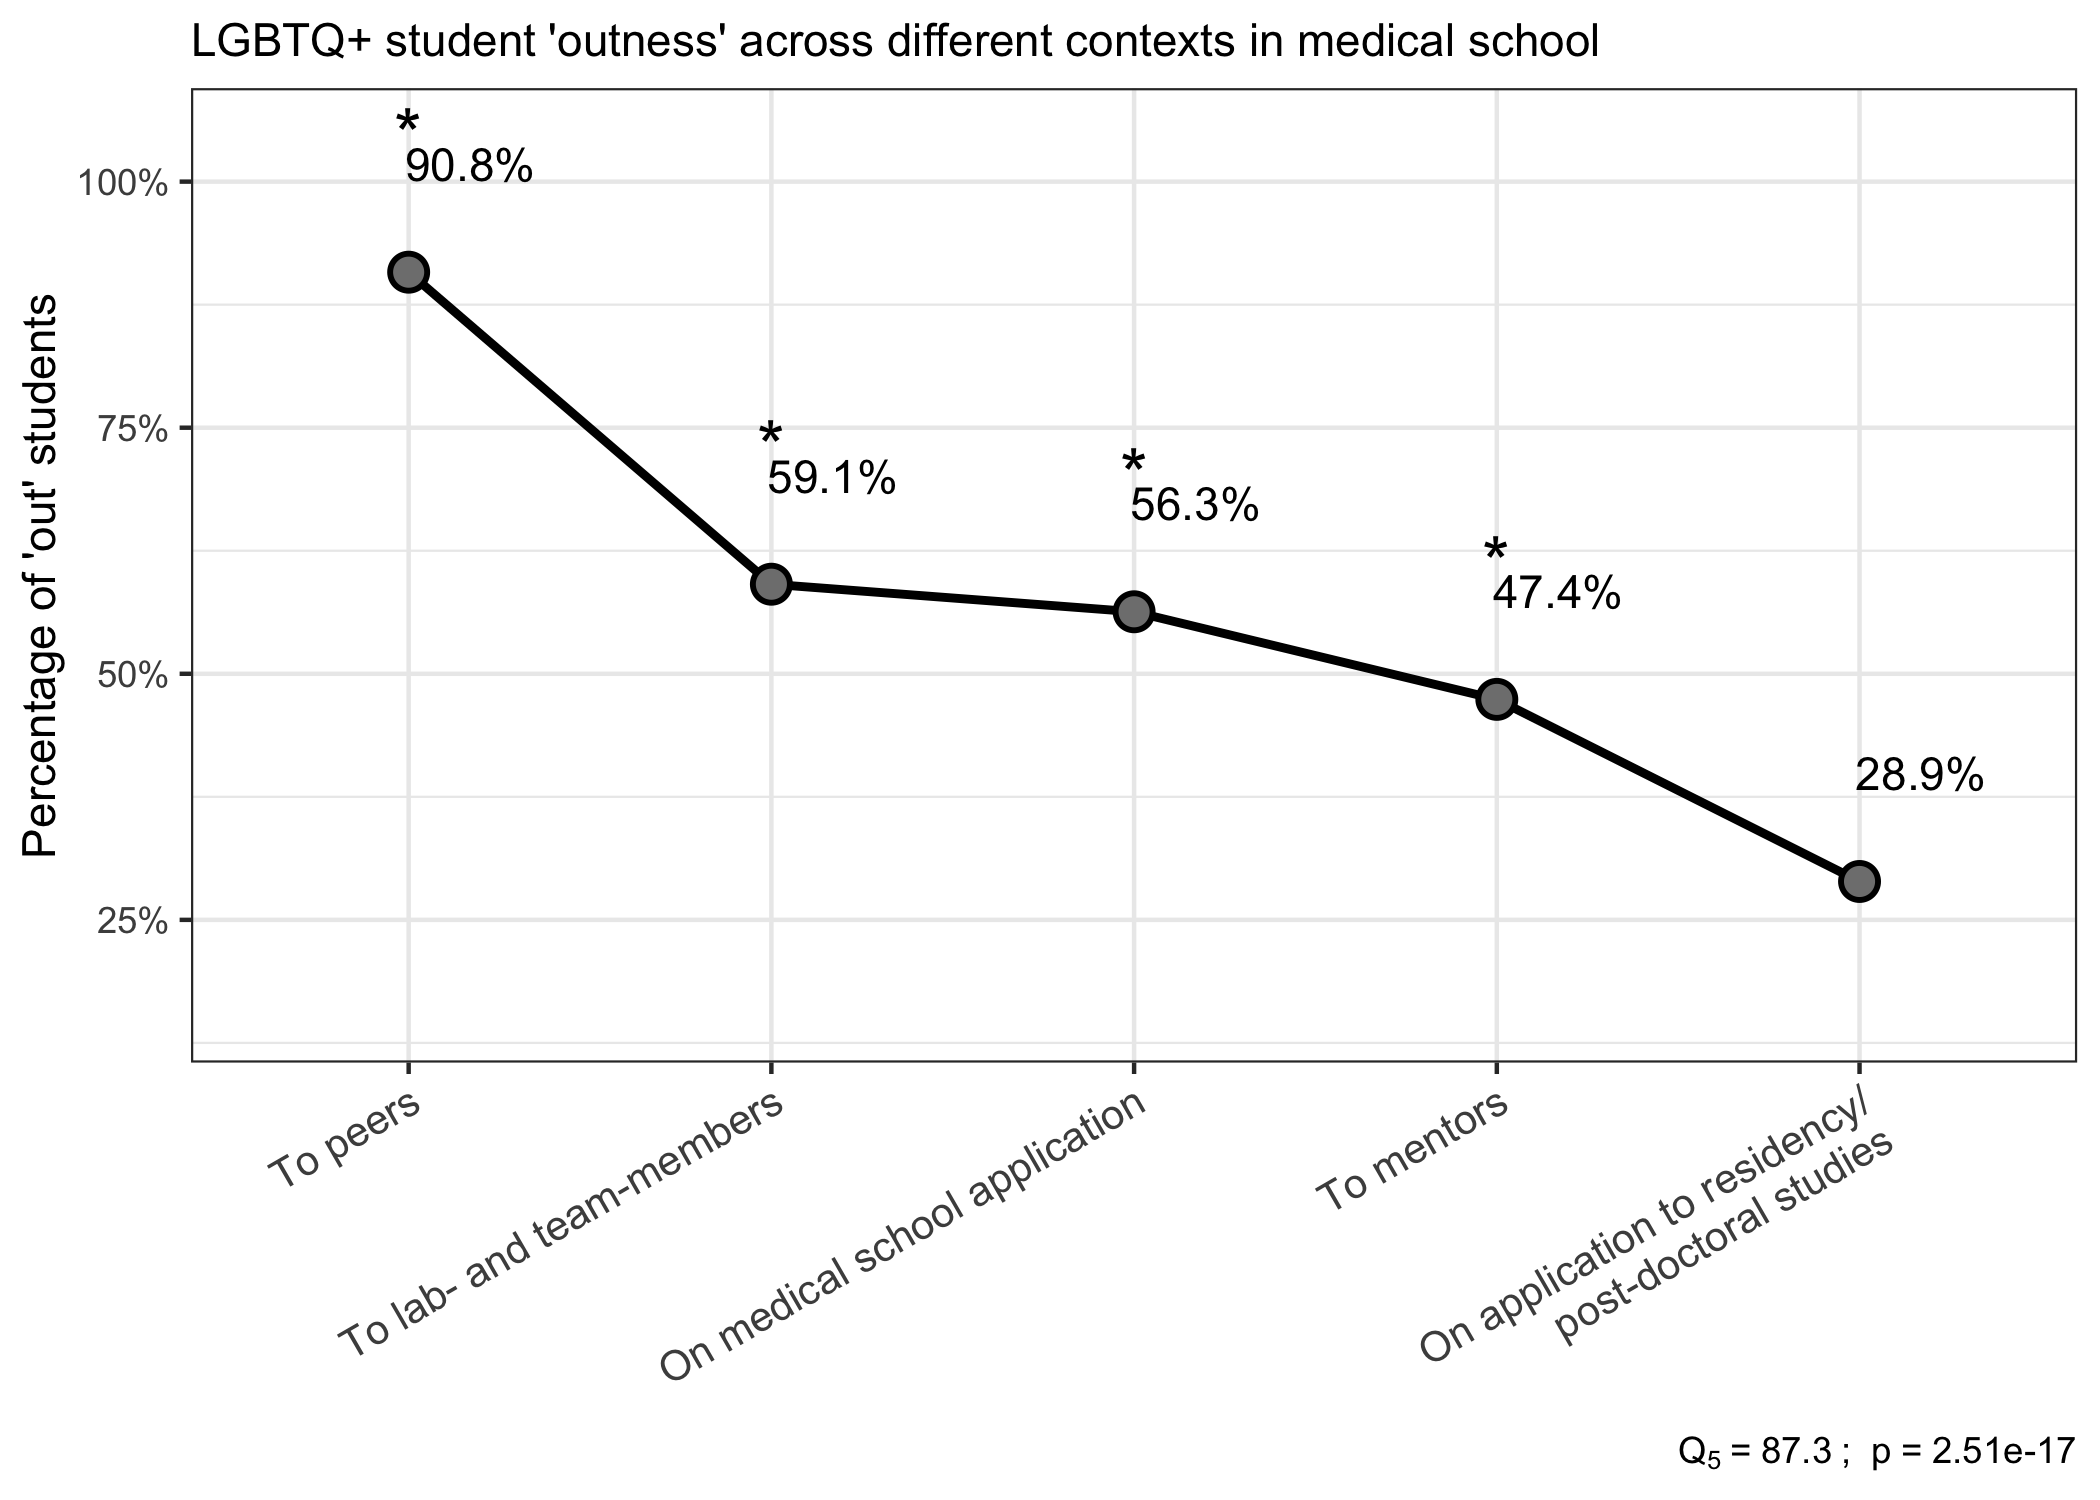 LGBTQ+ student 'outness' across different contexts in medical school
Percentage of 'out' students
100%
75%
50%
25%
*
90.8%
*
59.1%
*
56.3%
*
47.4%
28.9%
To peers
To lab- and team-members
On medical school application
To mentors
On application to residency/
post-doctoral studies
Q₅ = 87.3 ; p = 2.51e-17